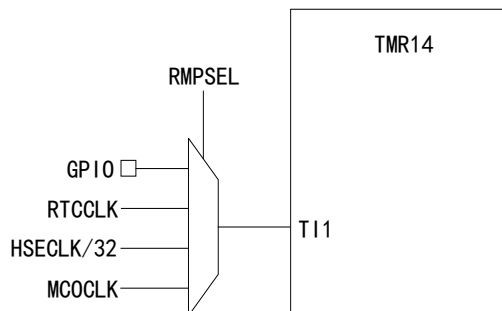 TMR14
RMPSEL
GPIO
RTCCLK
TI1
HSECLK/32
MCOCLK